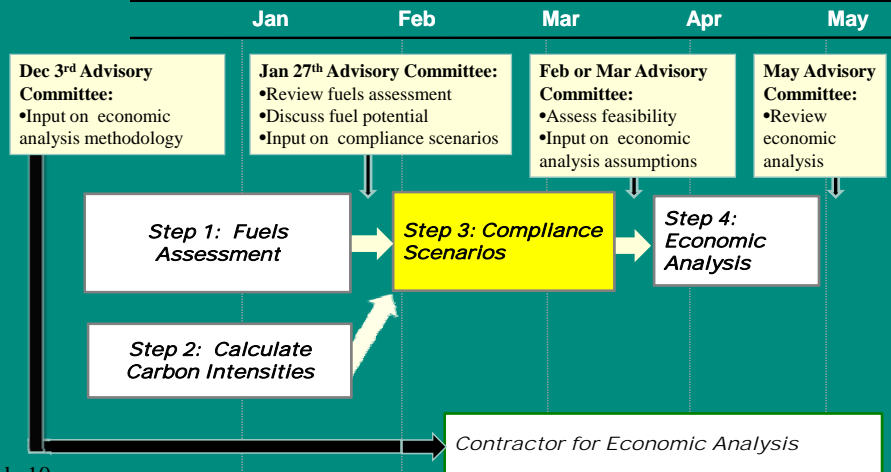 Jan Feb Mar Apr May
Dec 3rd Advisory
Committee:
•Input on economic
analysis methodology
Jan 27th Advisory Committee:
•Review fuels assessment
•Discuss fuel potential
•Input on compliance scenarios
Feb or Mar Advisory
Committee:
•Assess feasibility
•Input on economic
analysis assumptions
May Advisory
Committee:
•Review
economic
analysis
Step 1: Fuels
Assessment
Step 3: Compliance
Scenarios
Step 4:
Economic
Analysis
Step 2: Calculate
Carbon Intensities
Contractor for Economic Analysis